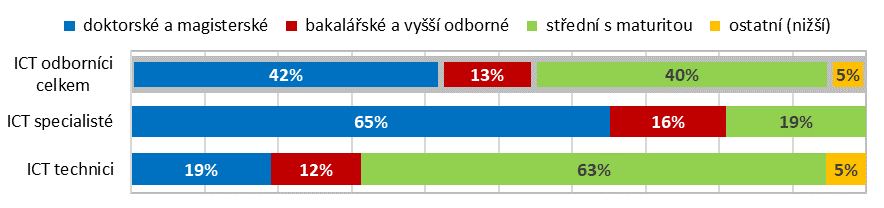 doktorské a magisterské bakalářské a vyšší odborné střední s maturitou ostatní (nižší)
ICT odborníci celkem 42% 13% 40% 5%
ICT specialisté 65% 16% 19%
ICT technici 19% 12% 63% 5%